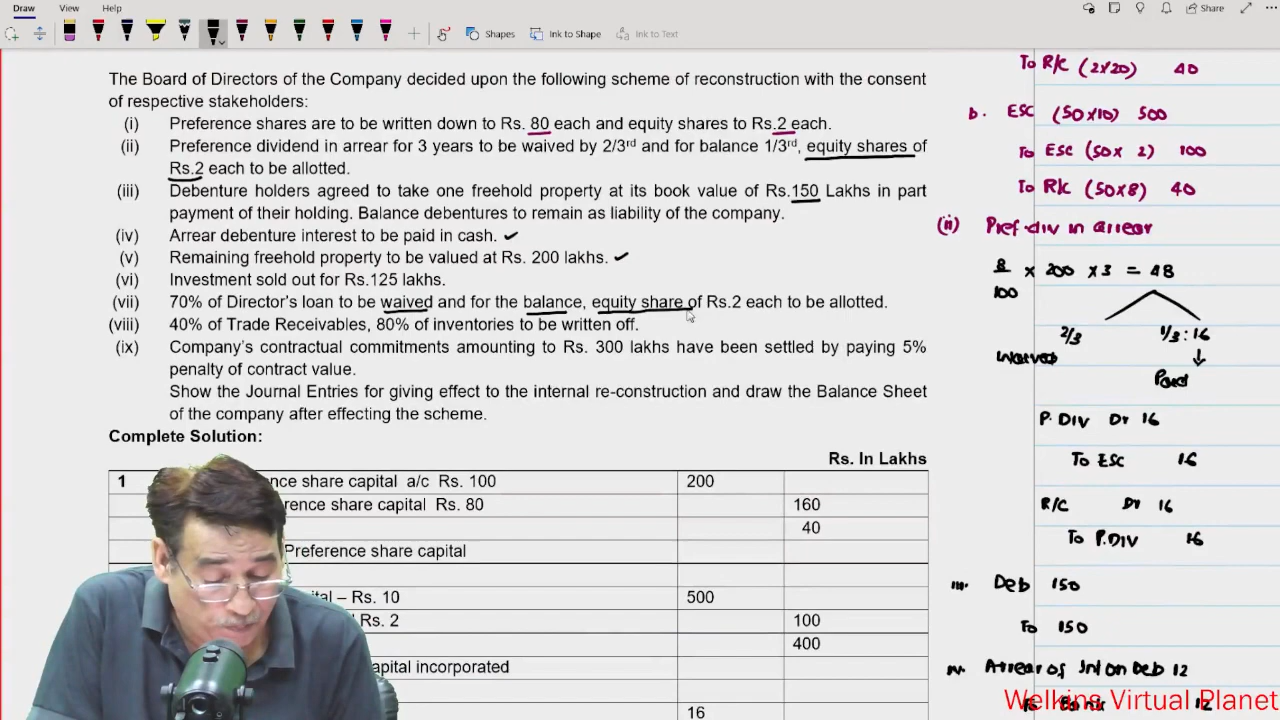 Draw View Help
Share
Shapes Ink to Shape Ink to Text
The Board of Directors of the Company decided upon the following scheme of reconstruction with the consent
of respective stakeholders:
(i) Preference shares are to be written down to Rs. 80 each and equity shares to Rs.2 each.
(ii) Preference dividend in arrear for 3 years to be waived by 2/3rd and for balance 1/3rd, equity shares of
Rs.2 each to be allotted.
(iii) Debenture holders agreed to take one freehold property at its book value of Rs.150 Lakhs in part
payment of their holding. Balance debentures to remain as liability of the company.
(iv) Arrear debenture interest to be paid in cash.
(v) Remaining freehold property to be valued at Rs. 200 lakhs.
(vi) Investment sold out for Rs.125 lakhs.
(vii) 70% of Director's loan to be waived and for the balance, equity share of Rs.2 each to be allotted.
(viii) 40% of Trade Receivables, 80% of inventories to be written off.
(ix) Company's contractual commitments amounting to Rs. 300 lakhs have been settled by paying 5%
penalty of contract value.
Show the Journal Entries for giving effect to the internal re-construction and draw the Balance Sheet
of the company after effecting the scheme.
Complete Solution:
Rs. In Lakhs
1 nce share capital a/c Rs. 100 200
rence share capital Rs. 80 160
40
Preference share capital
ital – Rs. 10 500
l Rs. 2 100
400
apital incorporated
16
To R/C (2x20) 40
b. ESC (50x10) 500
To ESC (50x 2) 100
To R/C (50x8) 40
(ii) Pref div in arrear
8/100 x 200 x 3 = 48
2/3 1/3 : 16
Waived
Paid
P. DIV Dr 16
To ESC 16
R/C Dr 16
To P.DIV 16
iii. Deb 150
To 150
iv. Arrear of Int on Deb 12
To Bank 12
Welkins Virtual Planet